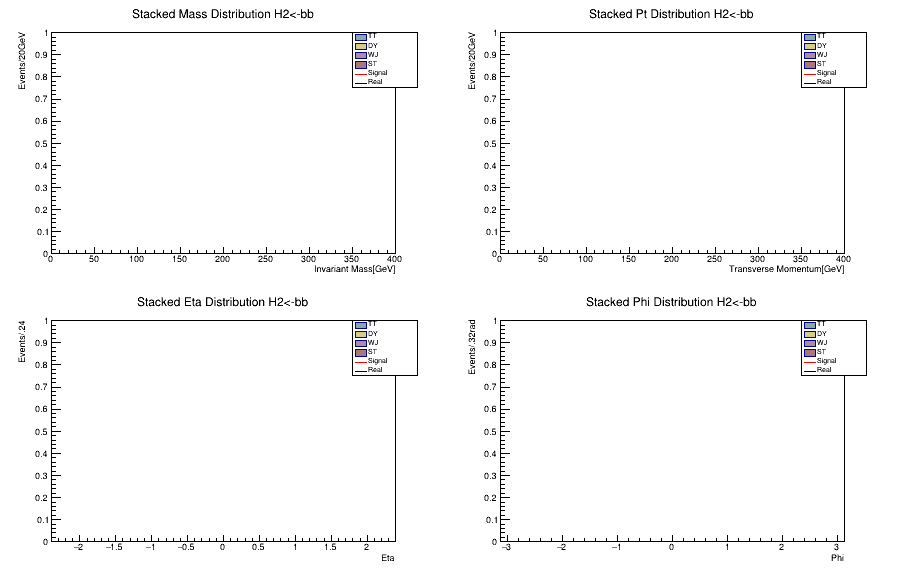 Stacked Mass Distribution H2<-bb
Events/20GeV
1
0.9
0.8
0.7
0.6
0.5
0.4
0.3
0.2
0.1
0
0 50 100 150 200 250 300 350 400
Invariant Mass[GeV]
TT
DY
WJ
ST
Signal
Real
Stacked Pt Distribution H2<-bb
Events/20GeV
1
0.9
0.8
0.7
0.6
0.5
0.4
0.3
0.2
0.1
0
0 50 100 150 200 250 300 350 400
Transverse Momentum[GeV]
TT
DY
WJ
ST
Signal
Real
Stacked Eta Distribution H2<-bb
Events/.24
1
0.9
0.8
0.7
0.6
0.5
0.4
0.3
0.2
0.1
0
−2 −1.5 −1 −0.5 0 0.5 1 1.5 2
Eta
TT
DY
WJ
ST
Signal
Real
Stacked Phi Distribution H2<-bb
Events/.32rad
1
0.9
0.8
0.7
0.6
0.5
0.4
0.3
0.2
0.1
0
−3 −2 −1 0 1 2 3
Phi
TT
DY
WJ
ST
Signal
Real